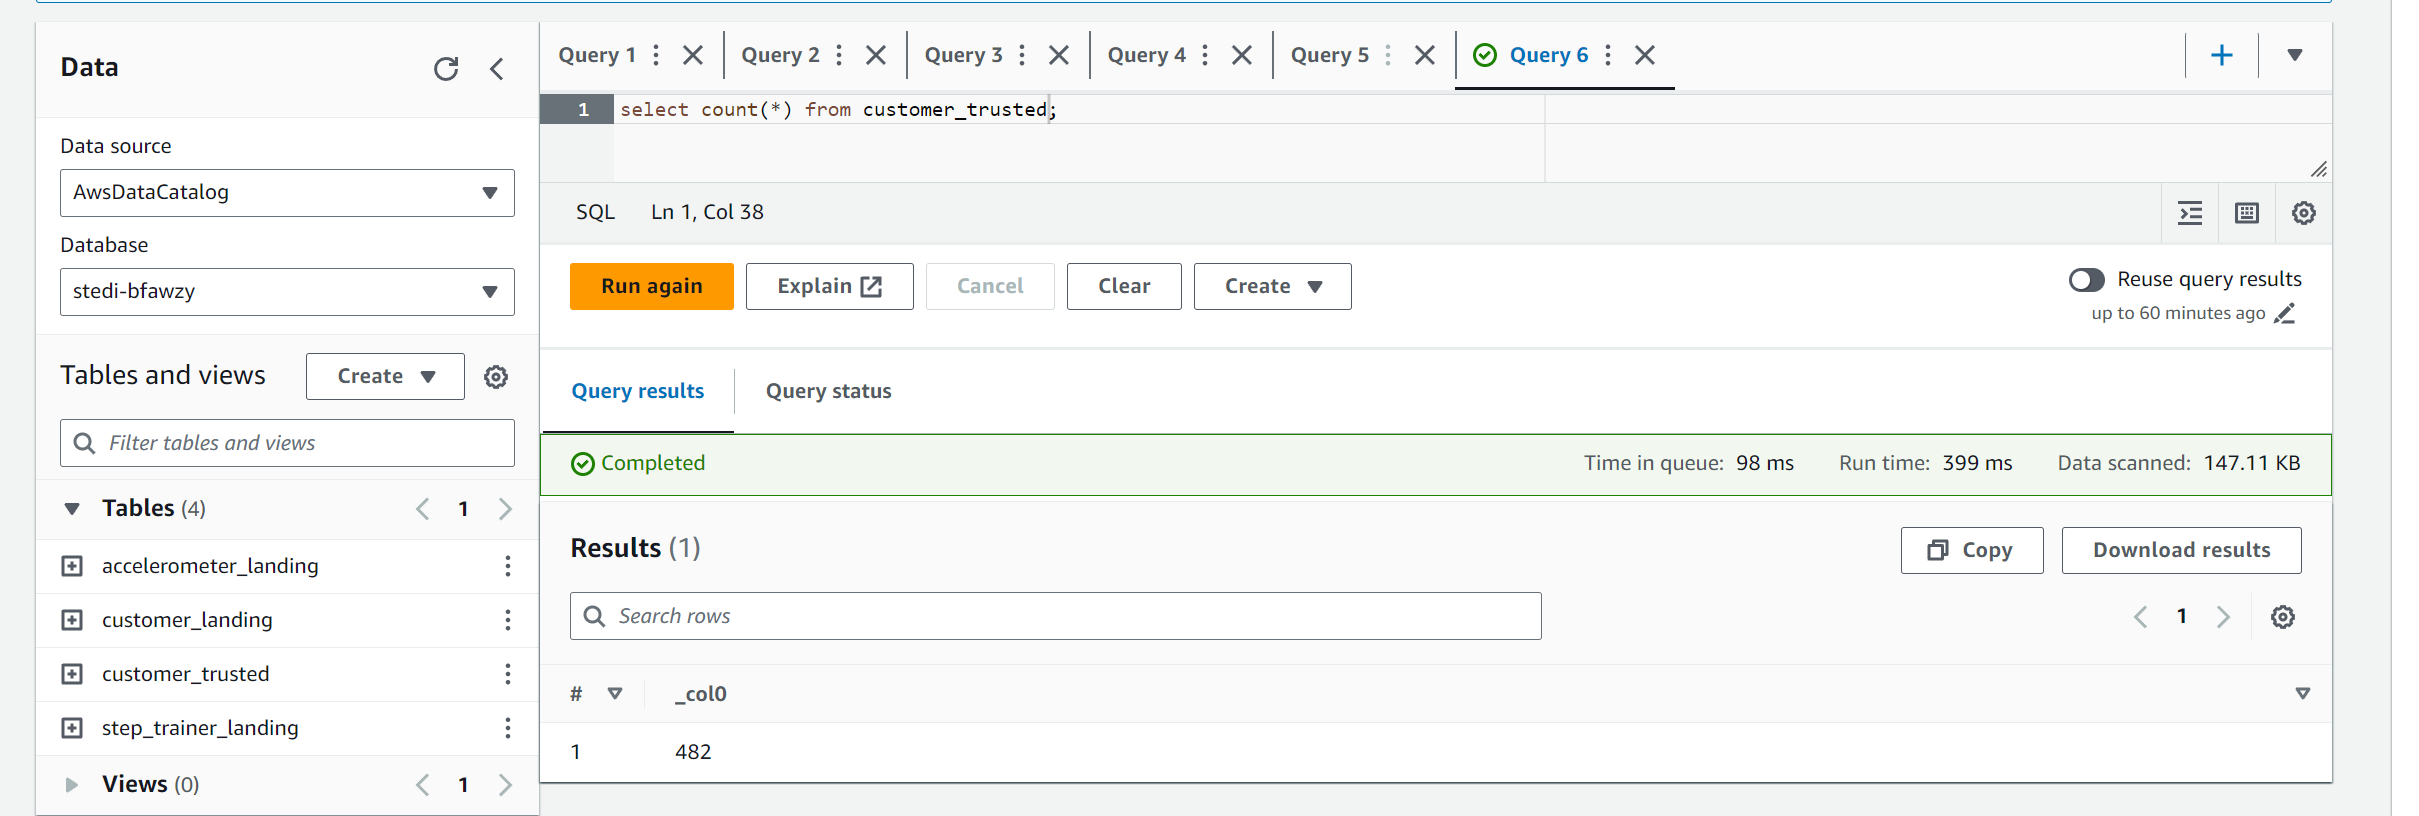 Data
Data source
AwsDataCatalog
Database
stedi-bfawzy
Tables and views
Create
Filter tables and views
Tables (4)
1
accelerometer_landing
customer_landing
customer_trusted
step_trainer_landing
Views (0)
1
Query 1
Query 2
Query 3
Query 4
Query 5
Query 6
1
select count(*) from customer_trusted;
SQL
Ln 1, Col 38
Run again
Explain
Cancel
Clear
Create
Reuse query results
up to 60 minutes ago
Query results
Query status
Completed
Time in queue: 98 ms
Run time: 399 ms
Data scanned: 147.11 KB
Results (1)
Copy
Download results
Search rows
1
# _col0
1 482